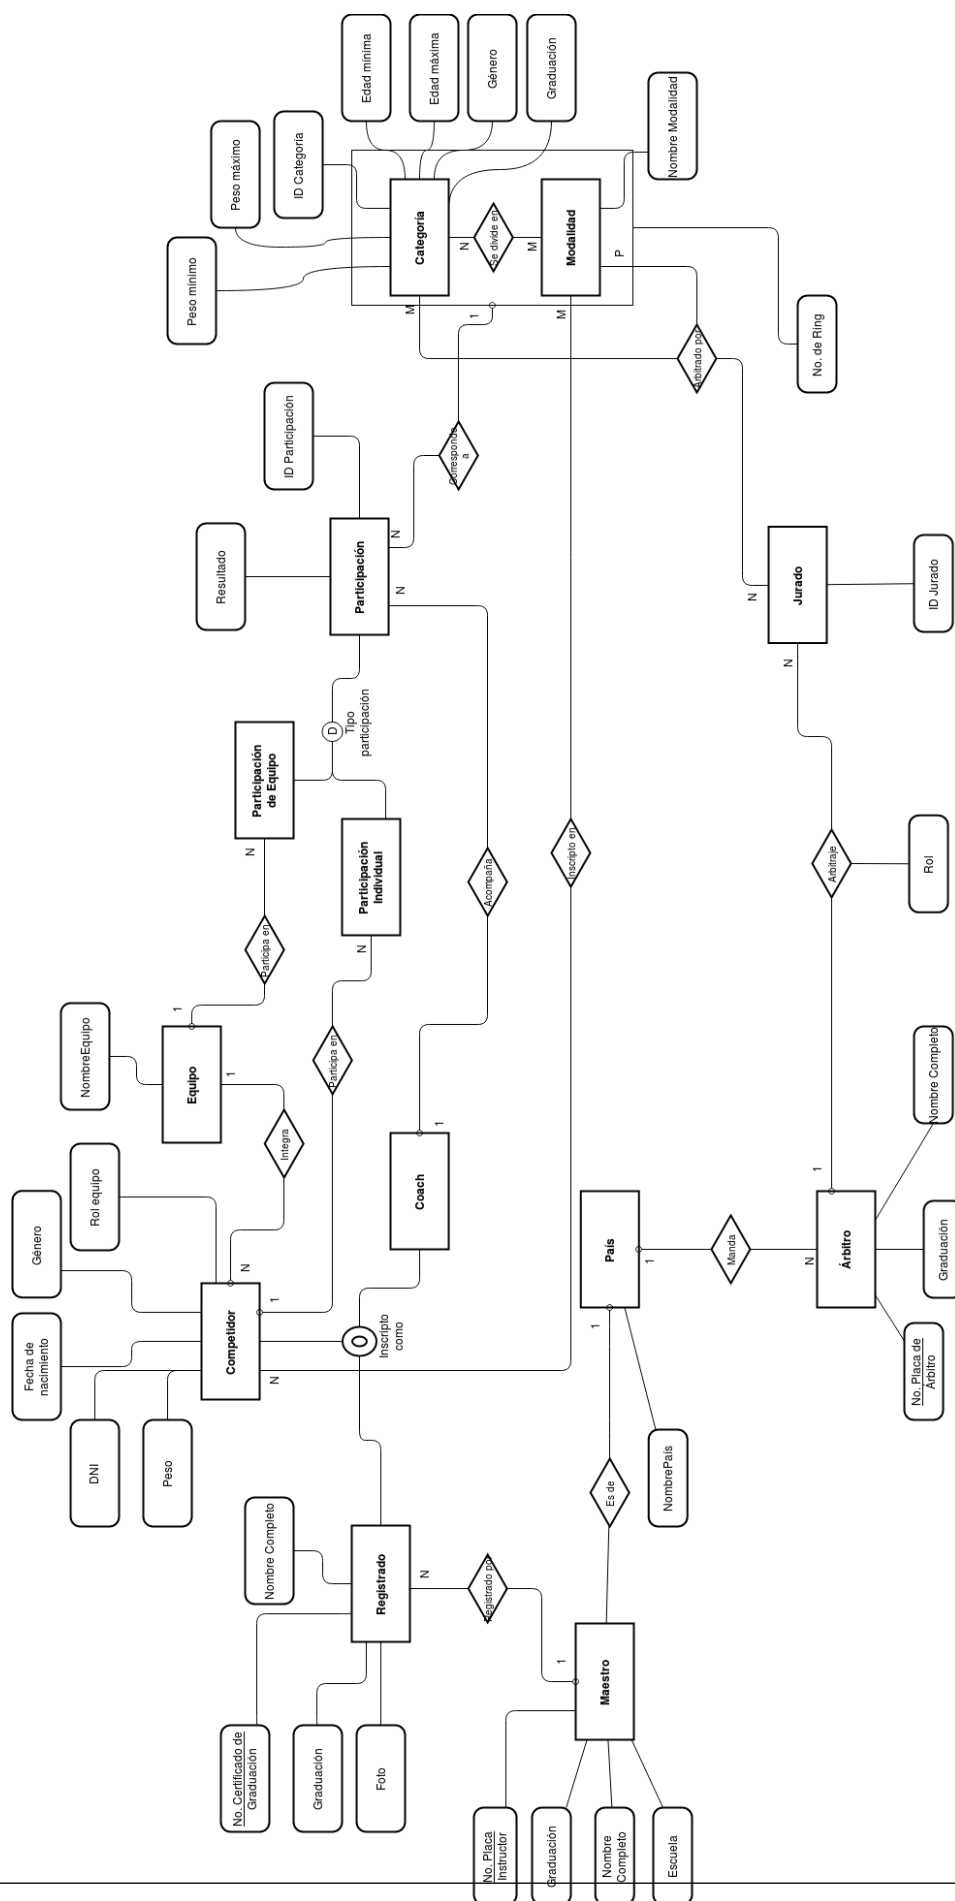 Fecha de
nacimiento
Género
DNI
Rol equipo
NombreEquipo
Peso
1
Equipo
Peso mínimo
Resultado
Competidor
1
Peso máximo
N
N
No. Certificado de
Graduación
Nombre Completo
Participa en
Participación
de Equipo
N
1
Integra
ID Participación
ID Categoría
Graduación
Participa en
D
Tipo
participación
N
Participación
Individual
Participación
Edad mínima
Foto
Registrado
O
Inscripto
como
N
N
M
Coach
Categoría
Edad máxima
N
1
Corresponde
a
1
N
Registrado por
Acompaña
Se divide en
Género
No. Placa
Instructor
M
Graduación
1
M
Inscripto en
Modalidad
Graduación
Nombre
Completo
Maestro
1
Es de
País
P
Escuela
NombrePaís
1
Nombre Modalidad
Manda
Arbitrado por
N
N
Jurado
N
1
Arbitraje
No. de Ring
Árbitro
No. Placa de
Árbitro
Graduación
Nombre Completo
Rol
ID Jurado